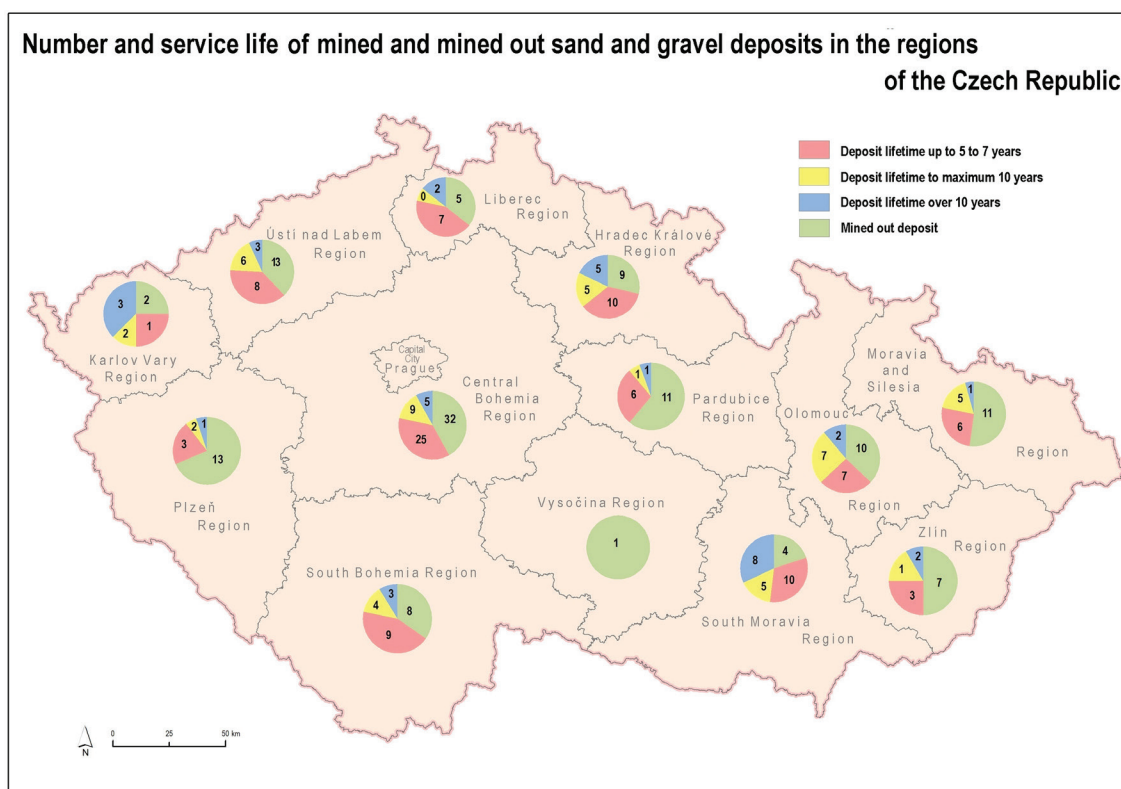 Number and service life of mined and mined out sand and gravel deposits in the regions
of the Czech Republic
Deposit lifetime up to 5 to 7 years
Deposit lifetime to maximum 10 years
Deposit lifetime over 10 years
Mined out deposit
2
0
5
7
Liberec
Region
Ústí nad Labem
Region
3
6
13
8
Hradec Králové
Region
5
9
5
10
3
2
2
1
Karlov Vary
Region
Capital
City
Prague
Central
Bohemia
Region
5
9
32
25
1
1
6
11
Pardubice
Region
Moravia
and
Silesia
Region
1
5
11
6
Olomouc
Region
2
10
7
7
1
2
3
13
Plzeň
Region
Vysočina Region
1
8
4
5
10
South Moravia
Region
Zlín
Region
2
1
7
3
South Bohemia Region
3
4
8
9
N
0 25 50 km